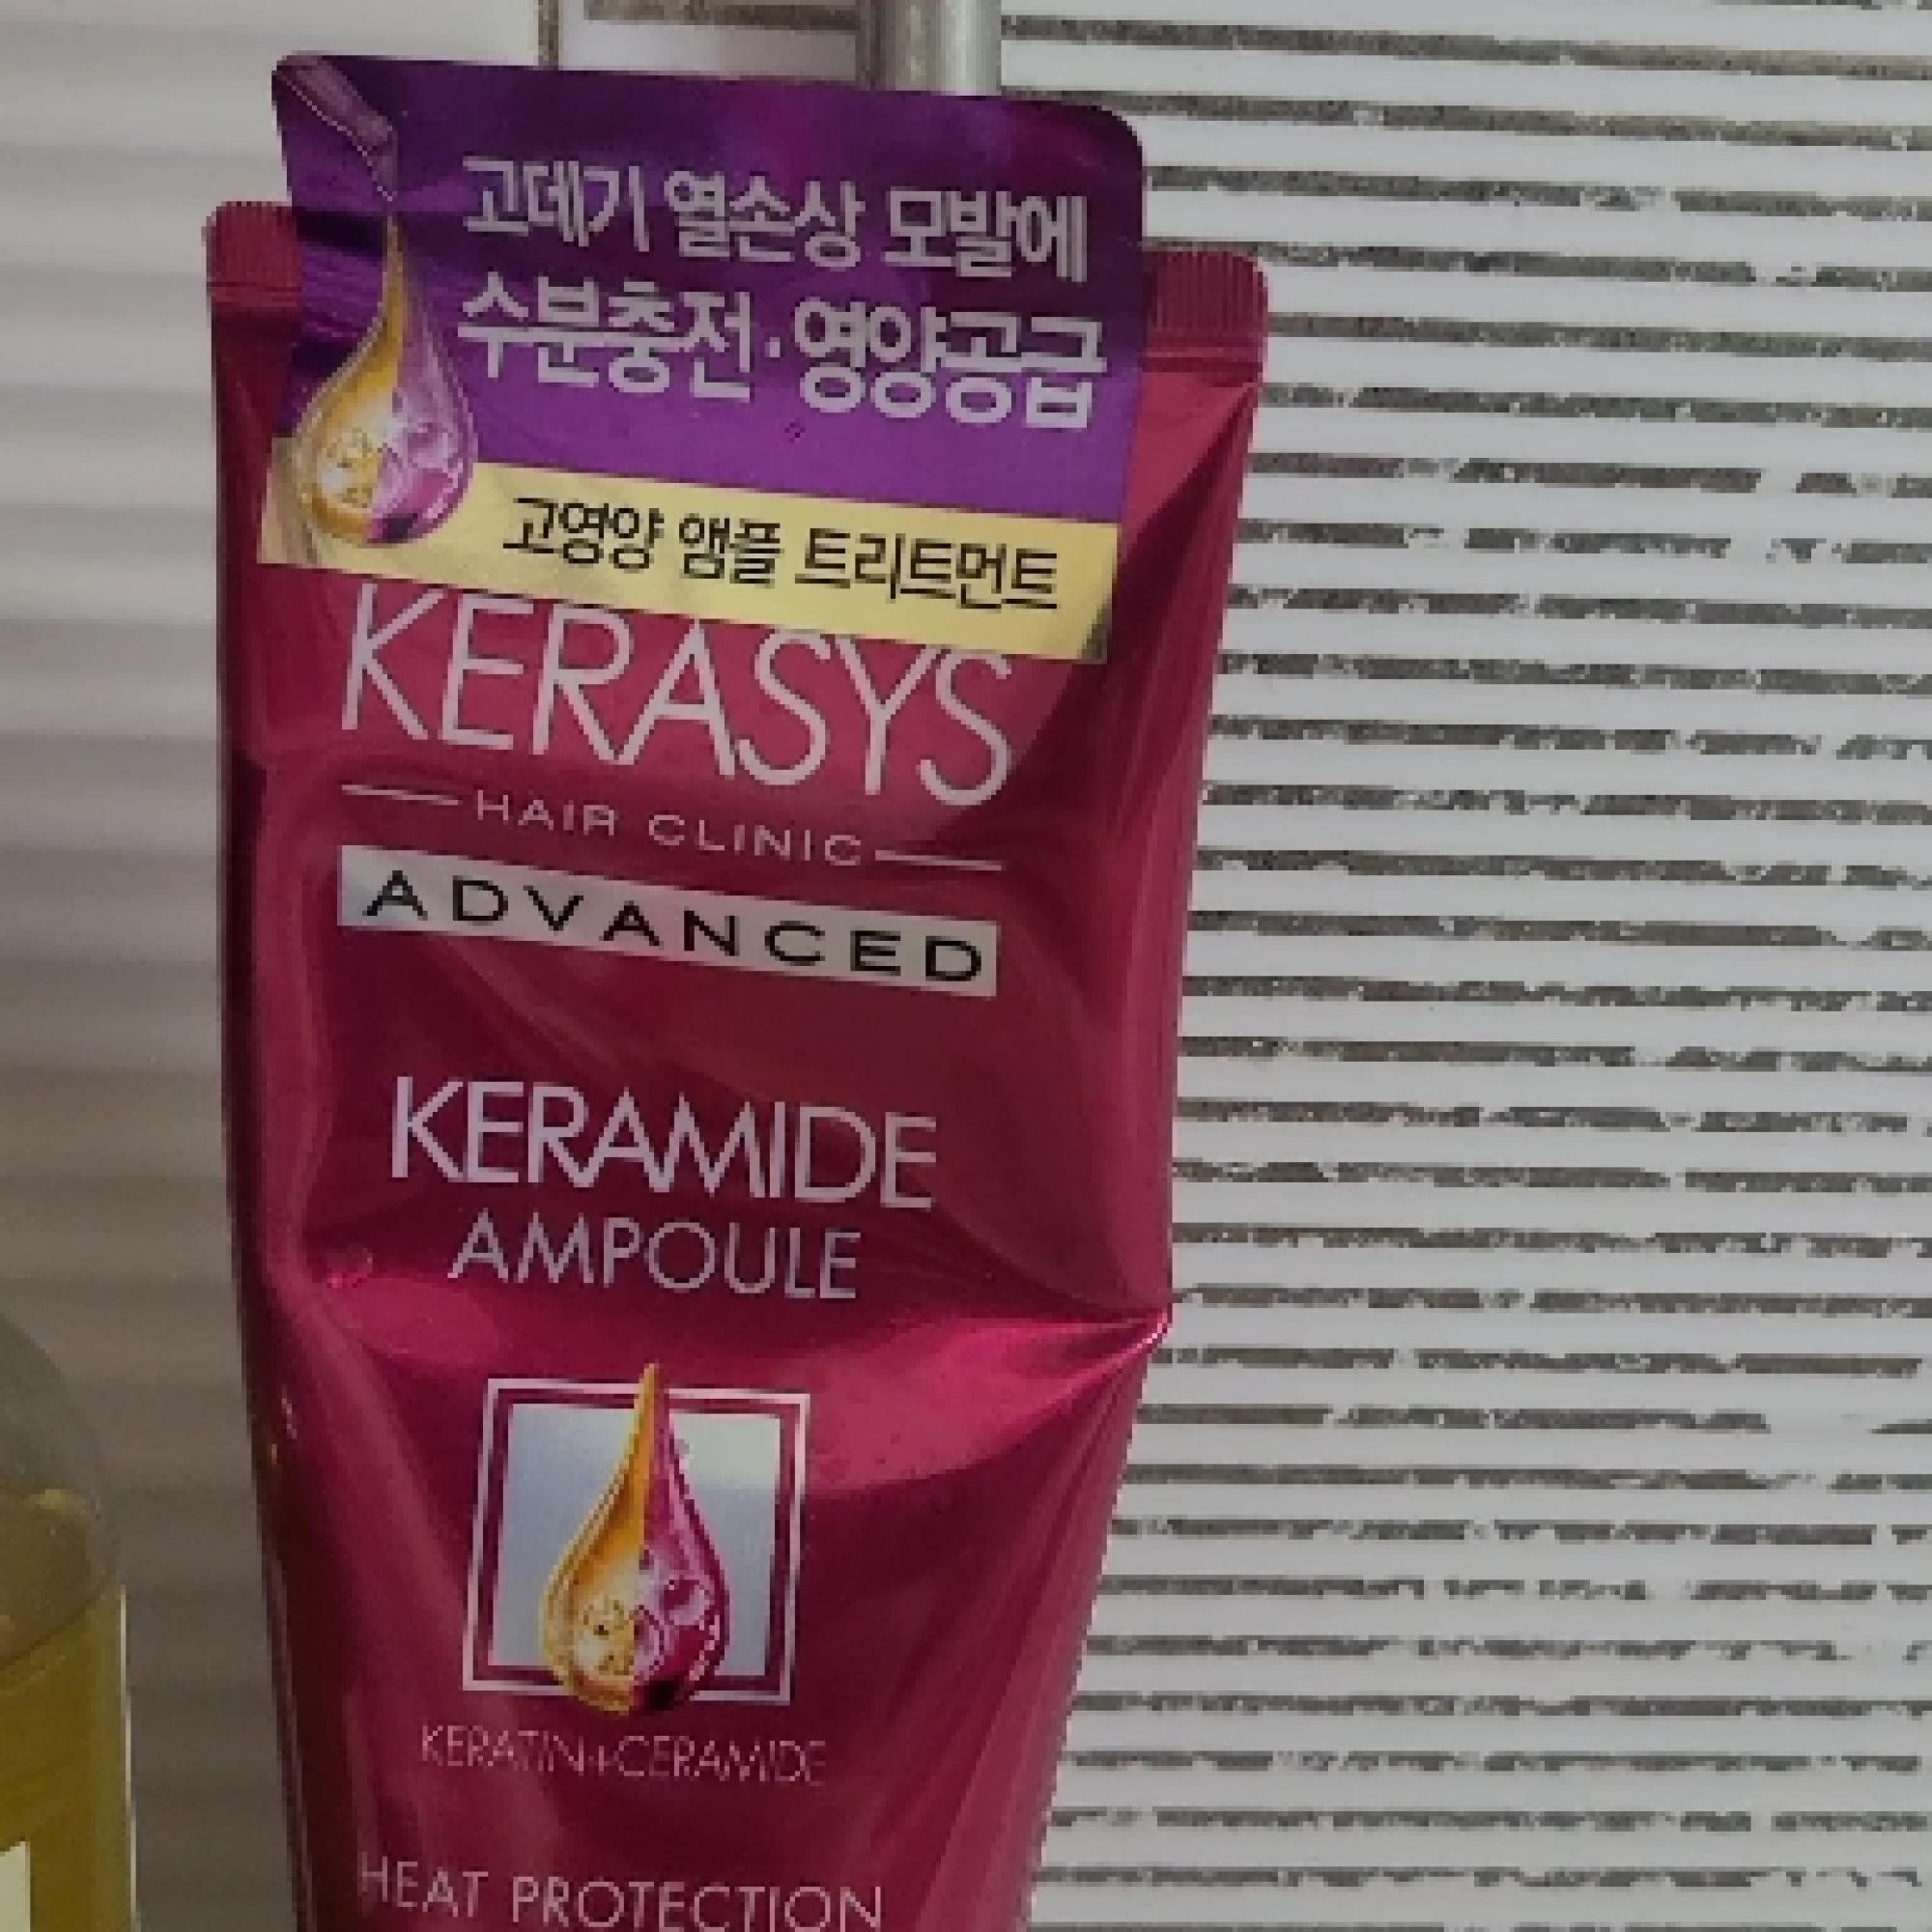 고데기 열손상 모발에
수분충전·영양공급
고영양 앰플 트리트먼트
KERASYS
HAIR CLINIC
ADVANCED
KERAMIDE
AMPOULE
KERATIN+CERAMIDE
HEAT PROTECTION